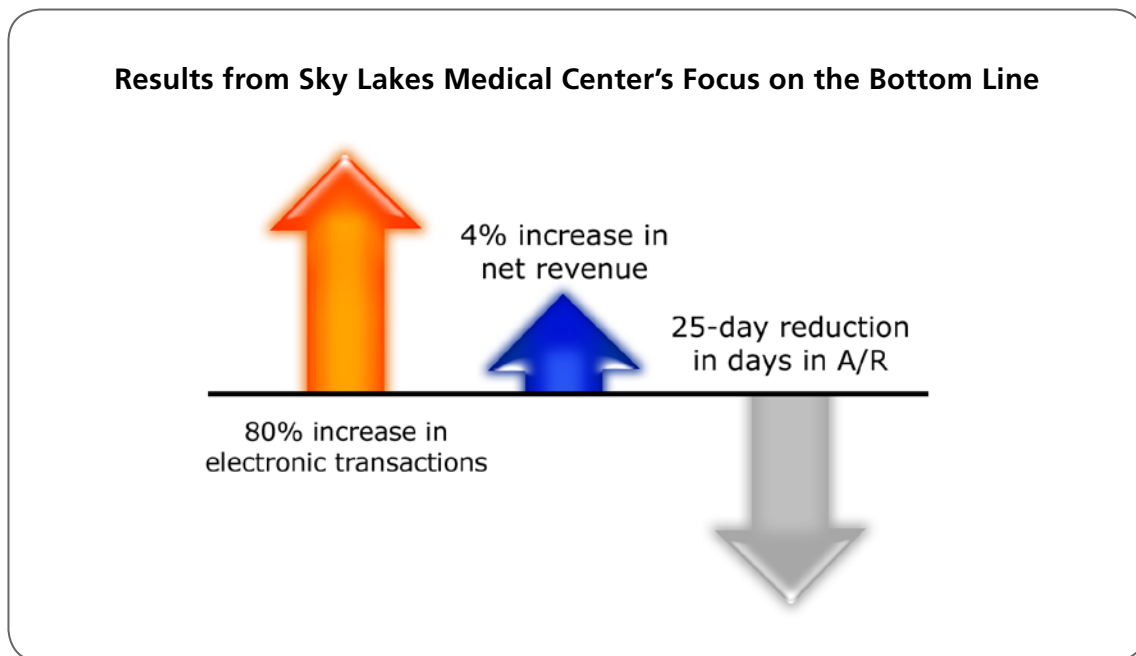 Results from Sky Lakes Medical Center’s Focus on the Bottom Line
4% increase in
net revenue
25-day reduction
in days in A/R
80% increase in
electronic transactions